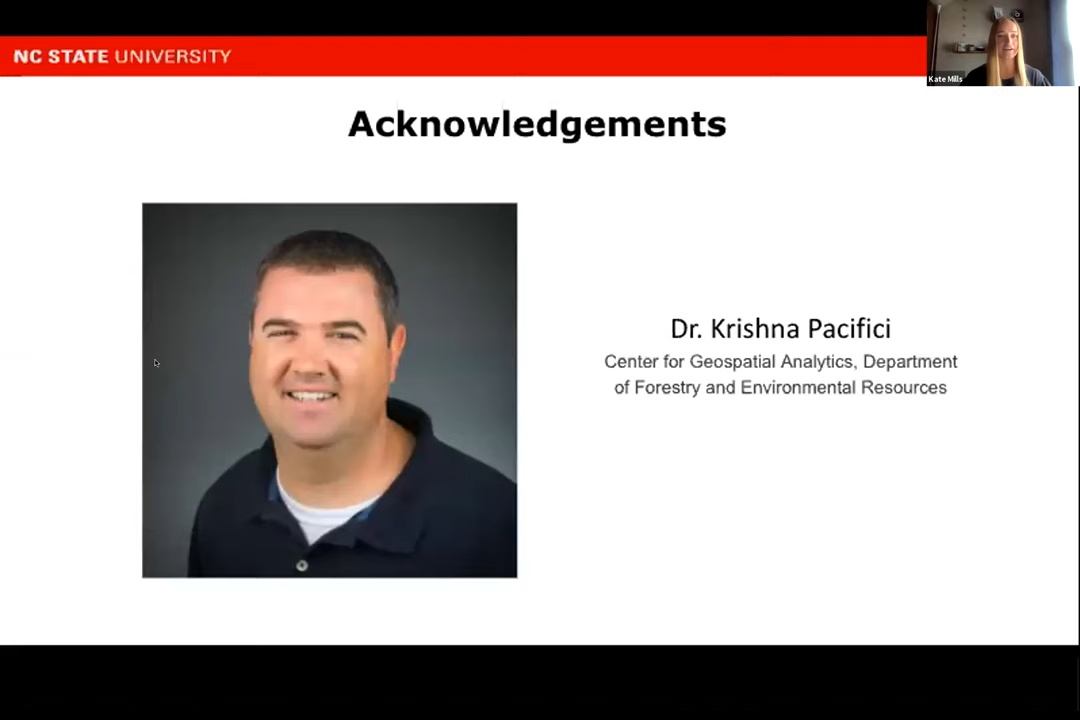 NC STATE UNIVERSITY
Kate Mills
Acknowledgements
Dr. Krishna Pacifici
Center for Geospatial Analytics, Department
of Forestry and Environmental Resources